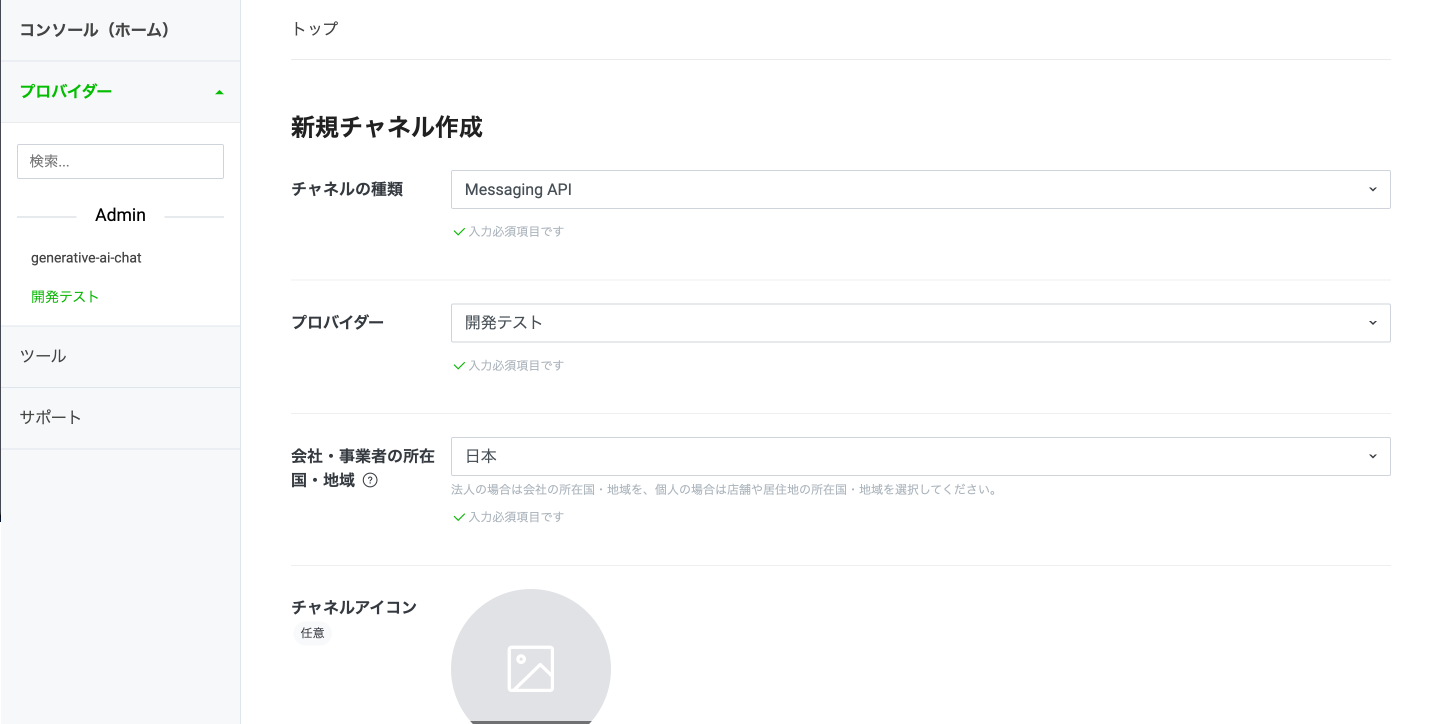 コンソール（ホーム）
プロバイダー
検索...
Admin
generative-ai-chat
開発テスト
ツール
サポート
トップ
新規チャネル作成
チャネルの種類
Messaging API
入力必須項目です
プロバイダー
開発テスト
入力必須項目です
会社・事業者の所在
国・地域 ?
日本
法人の場合は会社の所在国・地域を、個人の場合は店舗や居住地の所在国・地域を選択してください。
入力必須項目です
チャネルアイコン
任意